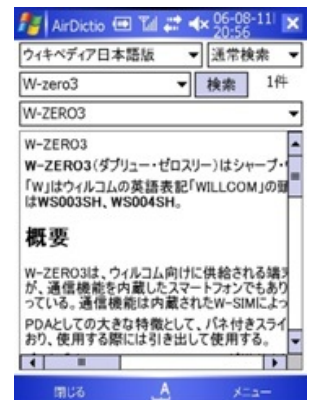 AirDictio 06-08-11
20:56
ウィキペディア日本語版 通常検索
W-zero3 検索 1件
W-ZERO3
W-ZERO3
W-ZERO3(ダブリュー・ゼロスリー)はシャープ・
「W」はウィルコムの英語表記「WILLCOM」の頭
はWS003SH、WS004SH。
概要
W-ZERO3は、ウィルコム向けに供給される端末
が、通信機能を内蔵したスマートフォンでもあり
っている。通信機能は内蔵されたW-SIMによっ
PDAとしての大きな特徴として、バネ付きスライ
おり、使用する際には引き出して使用する。
閉じる A メニュー